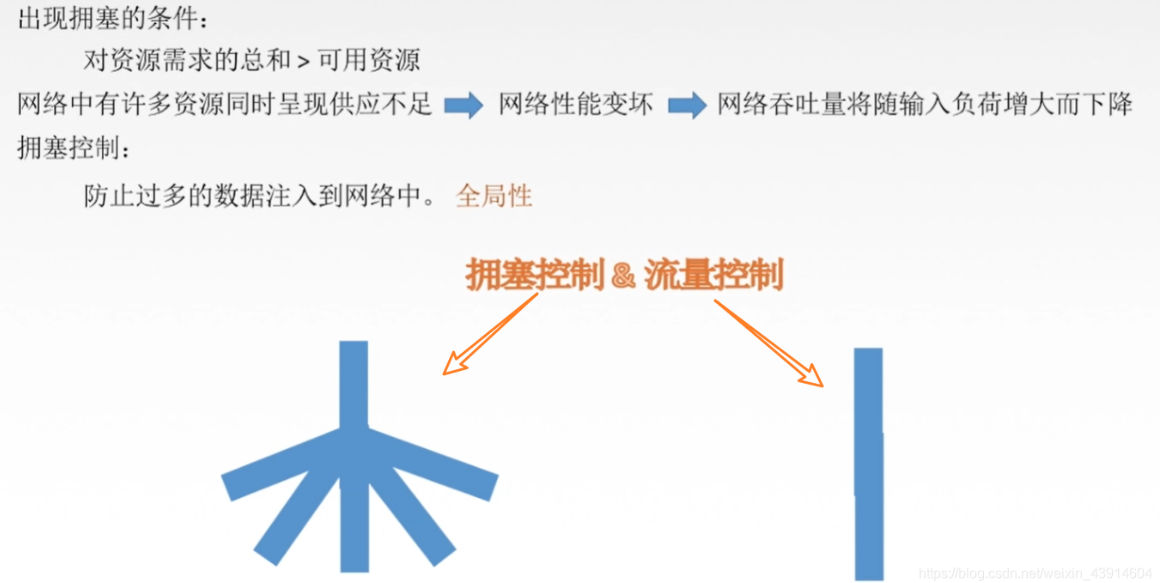 出现拥塞的条件：
对资源需求的总和 > 可用资源
网络中有许多资源同时呈现供应不足 网络性能变坏 网络吞吐量将随输入负荷增大而下降
拥塞控制：
防止过多的数据注入到网络中。 全局性
拥塞控制 & 流量控制
https://blog.csdn.net/weixin_43914604